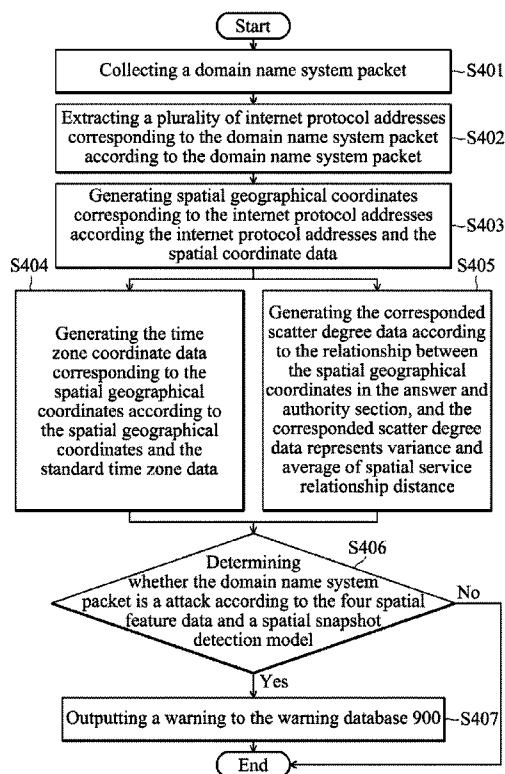 Start
Collecting a domain name system packet
S401
Extracting a plurality of internet protocol addresses
corresponding to the domain name system packet
according to the domain name system packet
S402
Generating spatial geographical coordinates
corresponding to the internet protocol addresses
according the internet protocol addresses and the
spatial coordinate data
S403
S404
Generating the time
zone coordinate data
corresponding to the
spatial geographical
coordinates according to
the spatial geographical
coordinates and the
standard time zone data
S405
Generating the corresponded
scatter degree data according
to the relationship between
the spatial geographical
coordinates in the answer and
authority section, and the
corresponded scatter degree
data represents variance and
average of spatial service
relationship distance
S406
Determining
whether the domain name system
packet is a attack according to the four spatial
feature data and a spatial snapshot
detection model
No
Yes
Outputting a warning to the warning database 900
S407
End